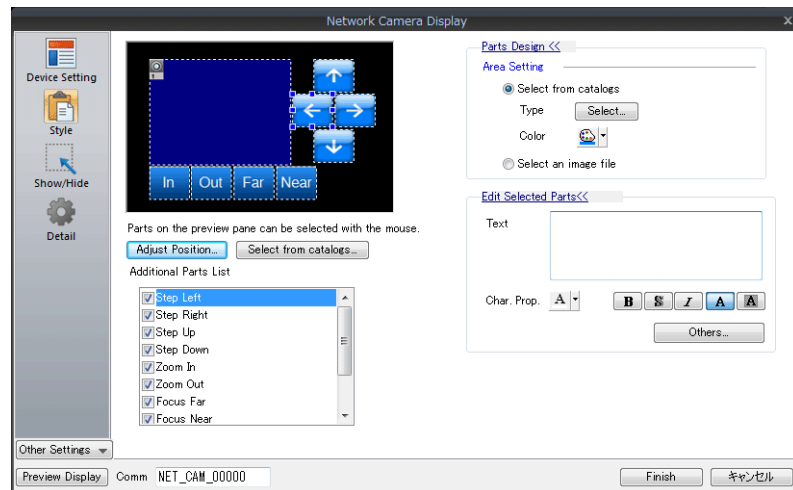 Network Camera Display
Device Setting
Style
Show/Hide
Detail
In Out Far Near
Parts on the preview pane can be selected with the mouse.
Adjust Position...
Select from catalogs...
Additional Parts List
Step Left
Step Right
Step Up
Step Down
Zoom In
Zoom Out
Focus Far
Focus Near
Parts Design <<
Area Setting
Select from catalogs
Type Select...
Color
Select an image file
Edit Selected Parts<<
Text
Char. Prop. A B S I A A
Others...
Other Settings
Preview Display Comm NET_CAM_00000 Finish キャンセル